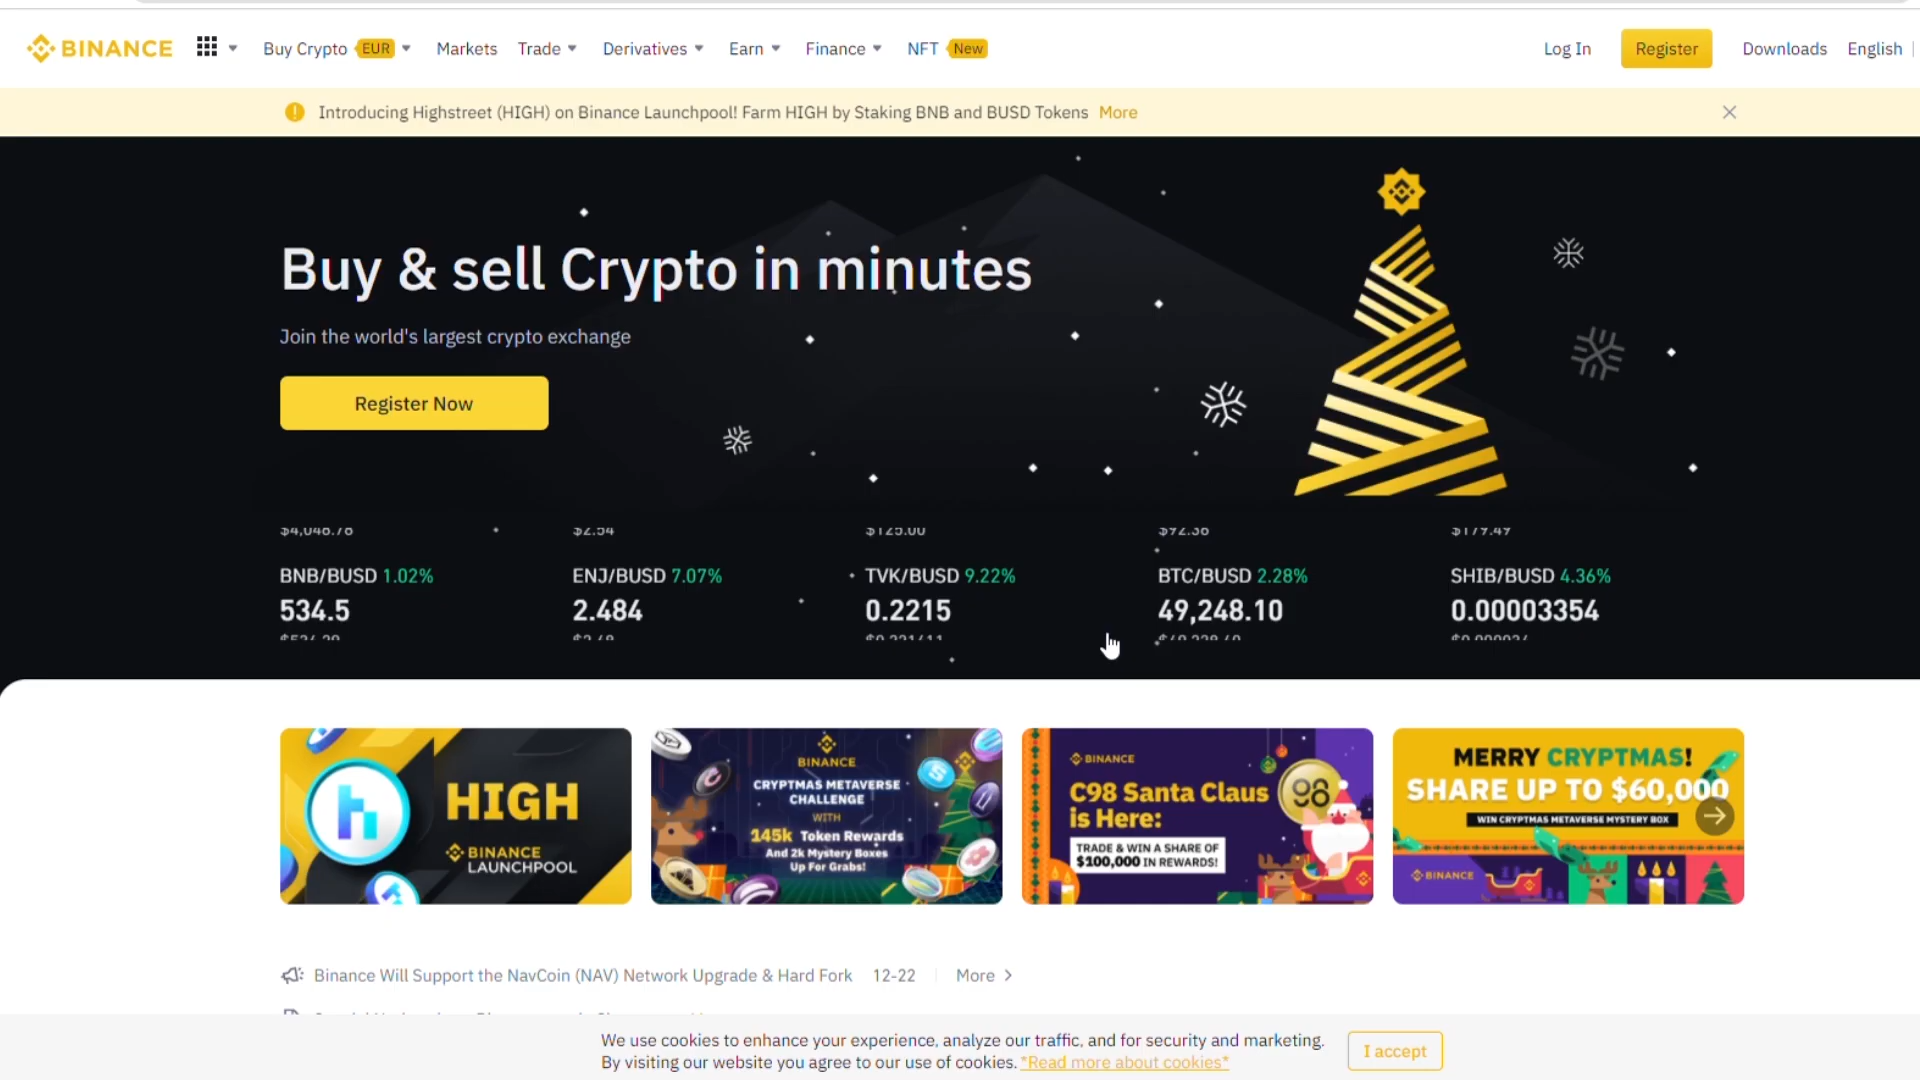 BINANCE
Buy Crypto EUR Markets Trade Derivatives Earn Finance NFT New
Log In Register Downloads English
Introducing Highstreet (HIGH) on Binance Launchpool! Farm HIGH by Staking BNB and BUSD Tokens More
Buy & sell Crypto in minutes
Join the world's largest crypto exchange
Register Now
BNB/BUSD 1.02% ENJ/BUSD 7.07% TVK/BUSD 9.22% BTC/BUSD 2.28% SHIB/BUSD 4.36%
534.5 2.484 0.2215 49,248.10 0.00003354
HIGH
BINANCE
LAUNCHPOOL
BINANCE
CRYPTMAS METAVERSE
CHALLENGE
WITH
145k Token Rewards
And 2k Mystery Boxes
Up For Grabs!
BINANCE
C98 Santa Claus
is Here:
TRADE & WIN A SHARE OF
$100,000 IN REWARDS!
98
MERRY CRYPTMAS!
SHARE UP TO $60,000
WIN CRYPTMAS METAVERSE MYSTERY BOX
BINANCE
Binance Will Support the NavCoin (NAV) Network Upgrade & Hard Fork 12-22 More
We use cookies to enhance your experience, analyze our traffic, and for security and marketing.
By visiting our website you agree to our use of cookies. *Read more about cookies*
I accept